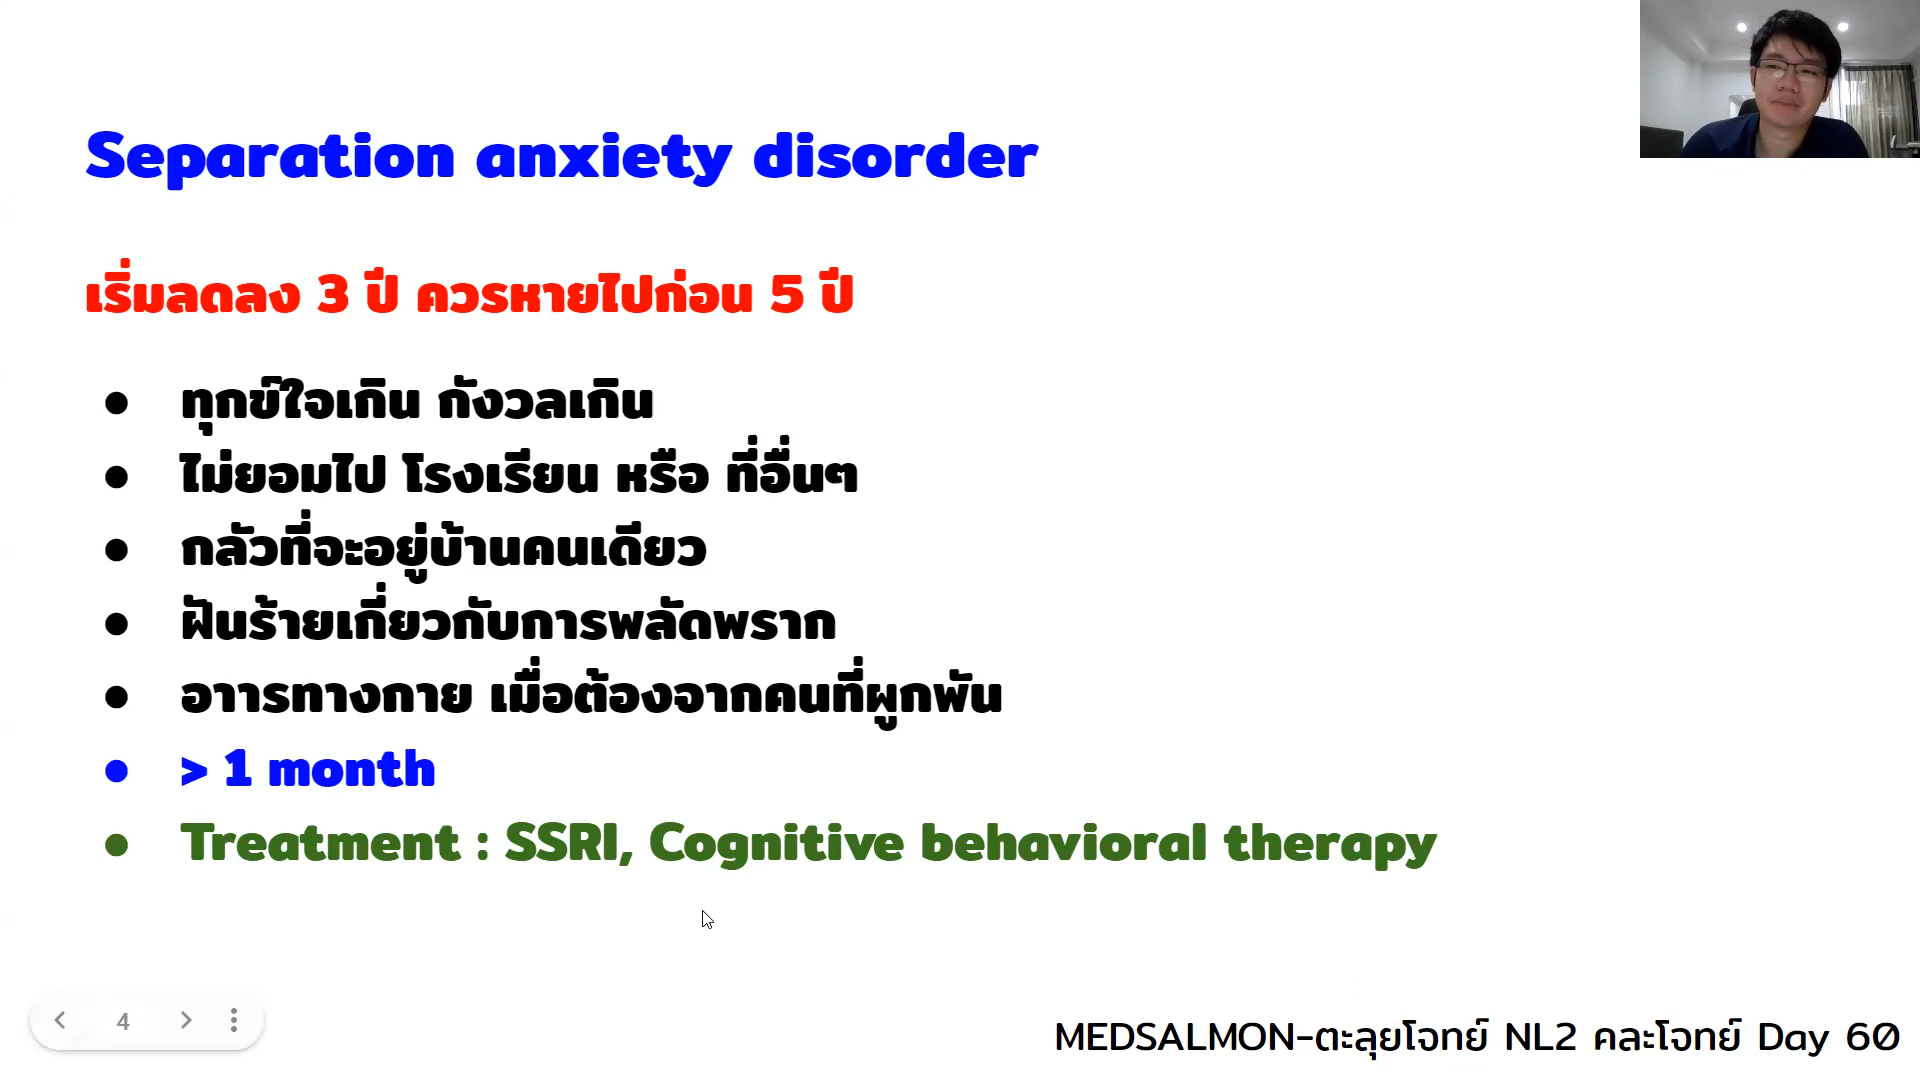 Separation anxiety disorder
เริ่มลดลง 3 ปี ควรหายไปก่อน 5 ปี
● ทุกข์ใจเกิน กังวลเกิน
● ไม่ยอมไป โรงเรียน หรือ ที่อื่นๆ
● กลัวที่จะอยู่บ้านคนเดียว
● ฝันร้ายเกี่ยวกับการพลัดพราก
● อาารทางกาย เมื่อต้องจากคนที่ผูกพัน
● > 1 month
● Treatment : SSRI, Cognitive behavioral therapy
4
MEDSALMON-ตะลุยโจทย์ NL2 คละโจทย์ Day 60